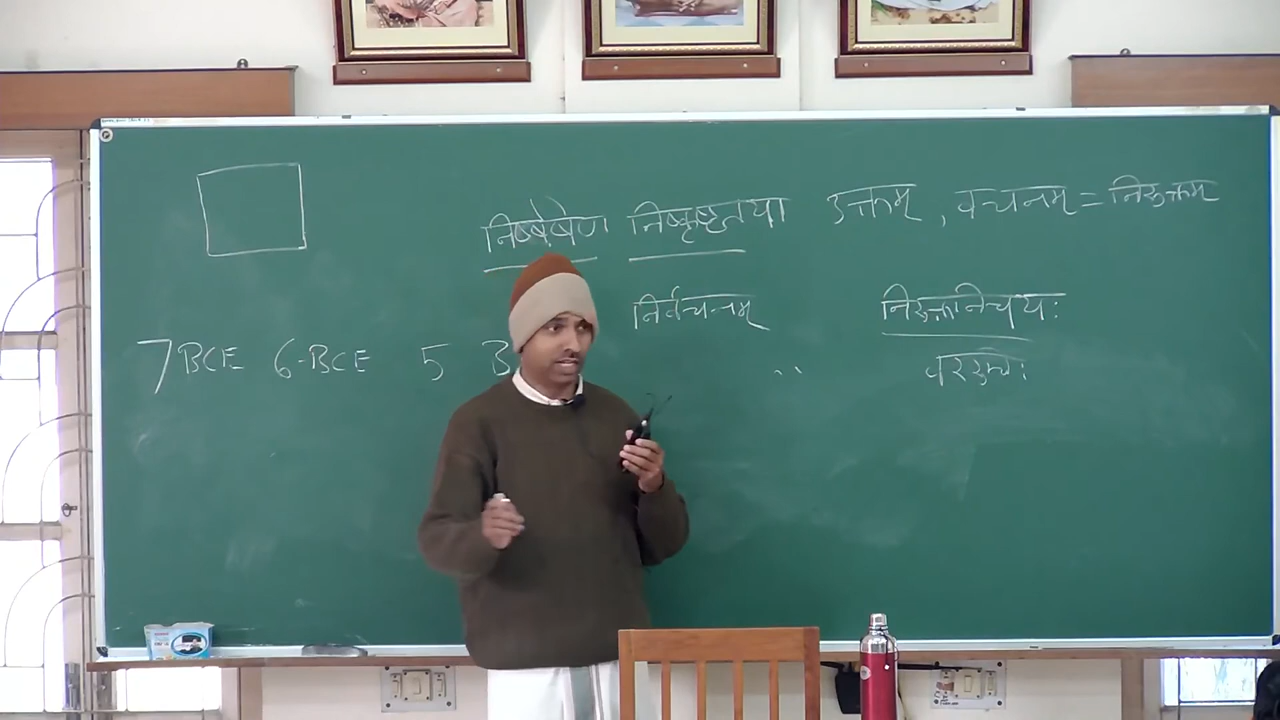 निष्शेषेण निष्कृष्टतया उक्तम्, वचनम् = निरुक्तम्
निर्वचनम् निरुक्तनिचयः
7 BCE 6-BCE 5 B
वररुचेः